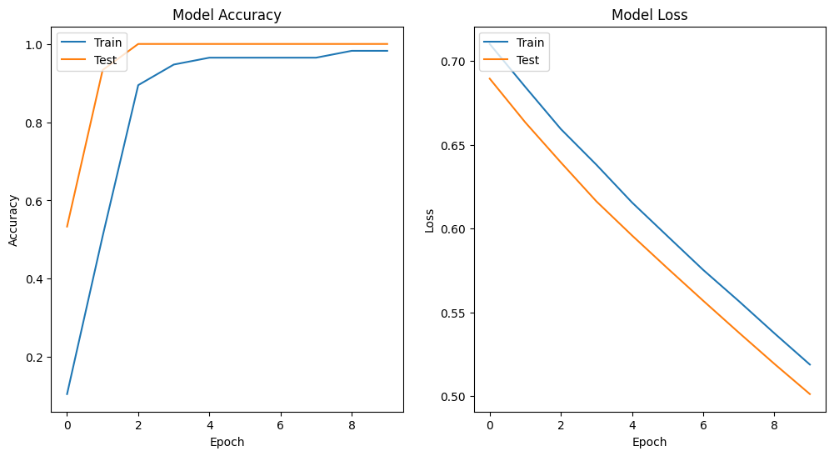 Model Accuracy
Train
Test
1.0
0.8
0.6
0.4
0.2
Accuracy
0 2 4 6 8
Epoch
Model Loss
Train
Test
0.70
0.65
0.60
0.55
0.50
Loss
0 2 4 6 8
Epoch